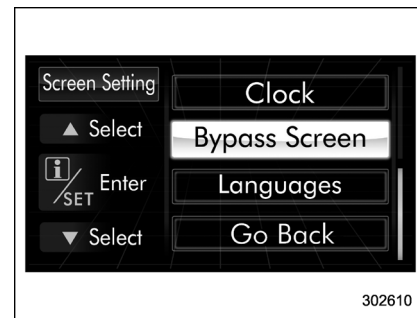 Screen Setting
▲ Select
i/SET Enter
▼ Select
Clock
Bypass Screen
Languages
Go Back
302610